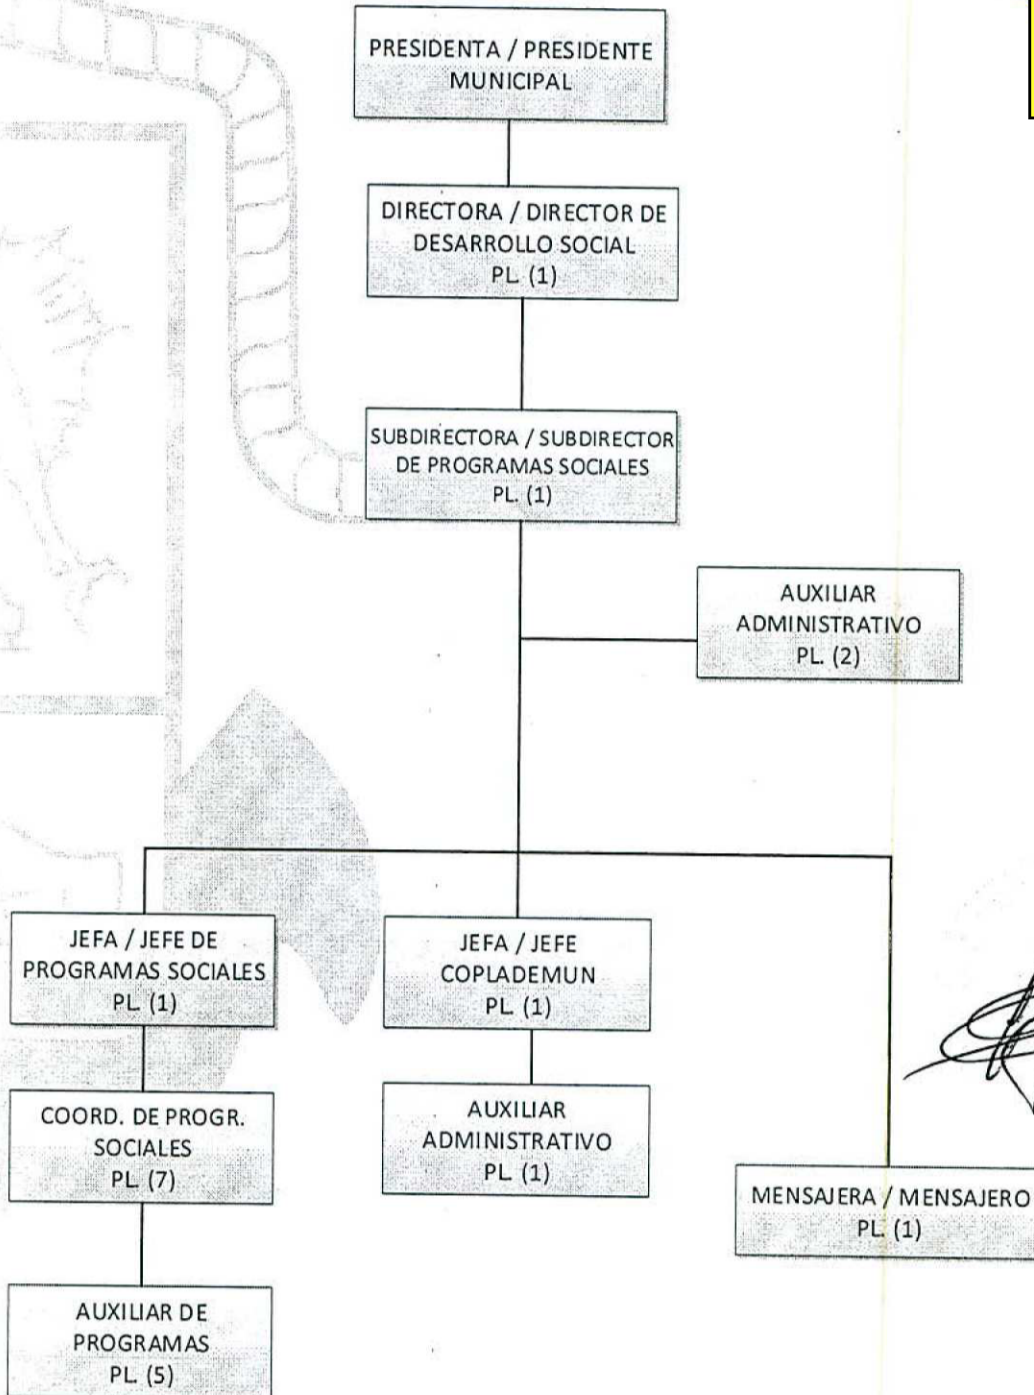 PRESIDENTA / PRESIDENTE
MUNICIPAL
DIRECTORA / DIRECTOR DE
DESARROLLO SOCIAL
PL. (1)
SUBDIRECTORA / SUBDIRECTOR
DE PROGRAMAS SOCIALES
PL. (1)
AUXILIAR
ADMINISTRATIVO
PL. (2)
JEFA / JEFE DE
PROGRAMAS SOCIALES
PL. (1)
JEFA / JEFE
COPLADEMUN
PL. (1)
COORD. DE PROGR.
SOCIALES
PL. (7)
AUXILIAR
ADMINISTRATIVO
PL. (1)
MENSAJERA / MENSAJERO
PL. (1)
AUXILIAR DE
PROGRAMAS
PL. (5)